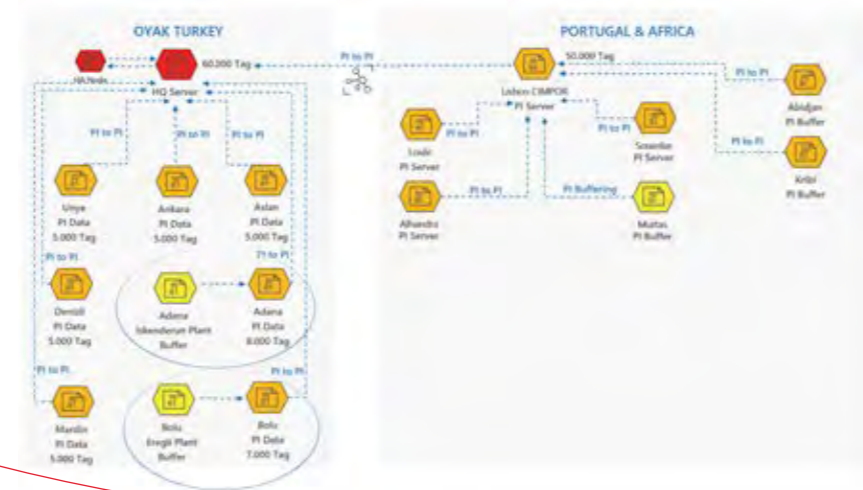 OYAK TURKEY
60.000 Tag
HA Node
HQ Server
PI to PI
PI to PI
PI to PI
Unye
PI Data
5.000 Tag
Ankara
PI Data
5.000 Tag
Aslan
PI Data
5.000 Tag
PI to PI
PI to PI
Denizli
PI Data
5.000 Tag
Adana
Iskenderun Plant
Buffer
Adana
PI Data
8.000 Tag
PI to PI
PI to PI
Mardin
PI Data
5.000 Tag
Bolu
Eregli Plant
Buffer
Bolu
PI Data
7.000 Tag
PI to PI
PORTUGAL & AFRICA
50.000 Tag
Lisbon CIMPOR
PI Server
PI to PI
Abidjan
PI Buffer
PI to PI
Kribi
PI Buffer
PI to PI
Loule
PI Server
PI to PI
PI Server
PI to PI
Alhandra
PI Server
PI Buffering
PI Buffer